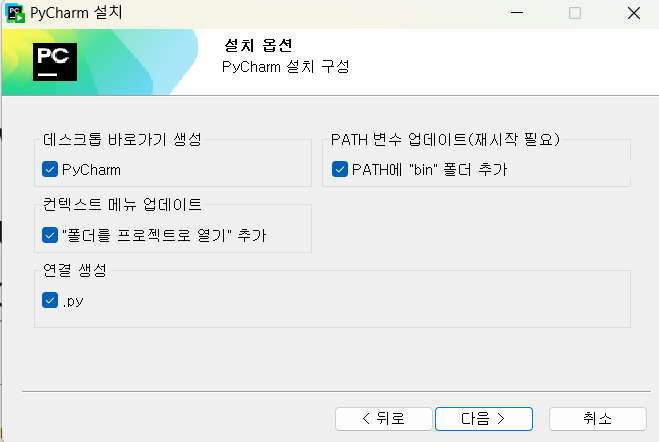 PyCharm 설치
PC
설치 옵션
PyCharm 설치 구성
데스크톱 바로가기 생성
PyCharm
PATH 변수 업데이트(재시작 필요)
PATH에 "bin" 폴더 추가
컨텍스트 메뉴 업데이트
"폴더를 프로젝트로 열기" 추가
연결 생성
.py
< 뒤로
다음 >
취소